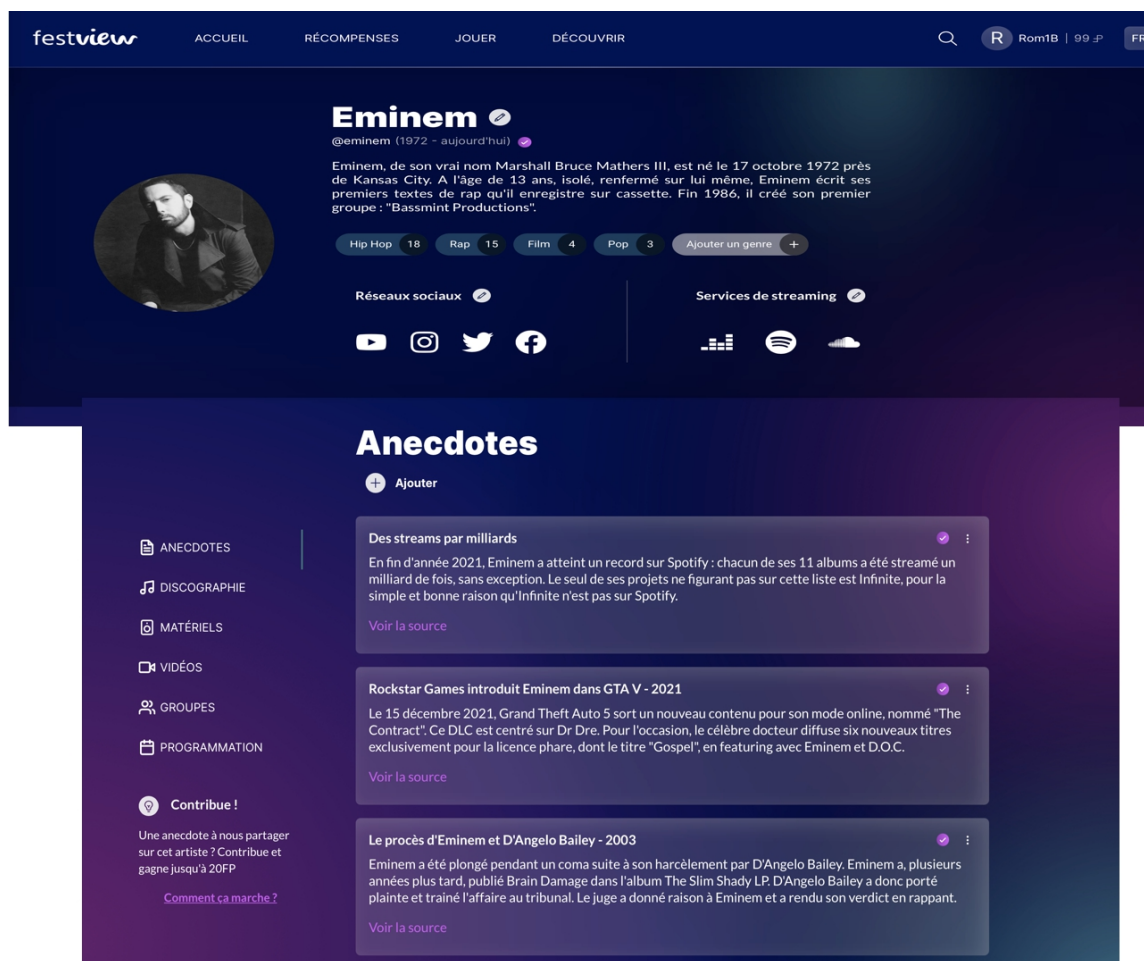 festview ACCUEIL RÉCOMPENSES JOUER DÉCOUVRIR R Rom1B | 99 FR
Eminem
@eminem (1972 - aujourd'hui)
Eminem, de son vrai nom Marshall Bruce Mathers III, est né le 17 octobre 1972 près
de Kansas City. A l'âge de 13 ans, isolé, renfermé sur lui même, Eminem écrit ses
premiers textes de rap qu'il enregistre sur cassette. Fin 1986, il créé son premier
groupe : "Bassmint Productions".
Hip Hop 18 Rap 15 Film 4 Pop 3 Ajouter un genre +
Réseaux sociaux Services de streaming
Anecdotes
+ Ajouter
ANECDOTES
DISCOGRAPHIE
MATÉRIELS
VIDÉOS
GROUPES
PROGRAMMATION
Contribue !
Une anecdote à nous partager
sur cet artiste ? Contribue et
gagne jusqu'à 20FP
Comment ça marche ?
Des streams par milliards
En fin d'année 2021, Eminem a atteint un record sur Spotify : chacun de ses 11 albums a été streamé un
milliard de fois, sans exception. Le seul de ses projets ne figurant pas sur cette liste est Infinite, pour la
simple et bonne raison qu'Infinite n'est pas sur Spotify.
Voir la source
Rockstar Games introduit Eminem dans GTA V - 2021
Le 15 décembre 2021, Grand Theft Auto 5 sort un nouveau contenu pour son mode online, nommé "The
Contract". Ce DLC est centré sur Dr Dre. Pour l'occasion, le célèbre docteur diffuse six nouveaux titres
exclusivement pour la licence phare, dont le titre "Gospel", en featuring avec Eminem et D.O.C.
Voir la source
Le procès d'Eminem et D'Angelo Bailey - 2003
Eminem a été plongé pendant un coma suite à son harcèlement par D'Angelo Bailey. Eminem a, plusieurs
années plus tard, publié Brain Damage dans l'album The Slim Shady LP. D'Angelo Bailey a donc porté
plainte et trainé l'affaire au tribunal. Le juge a donné raison à Eminem et a rendu son verdict en rappant.
Voir la source